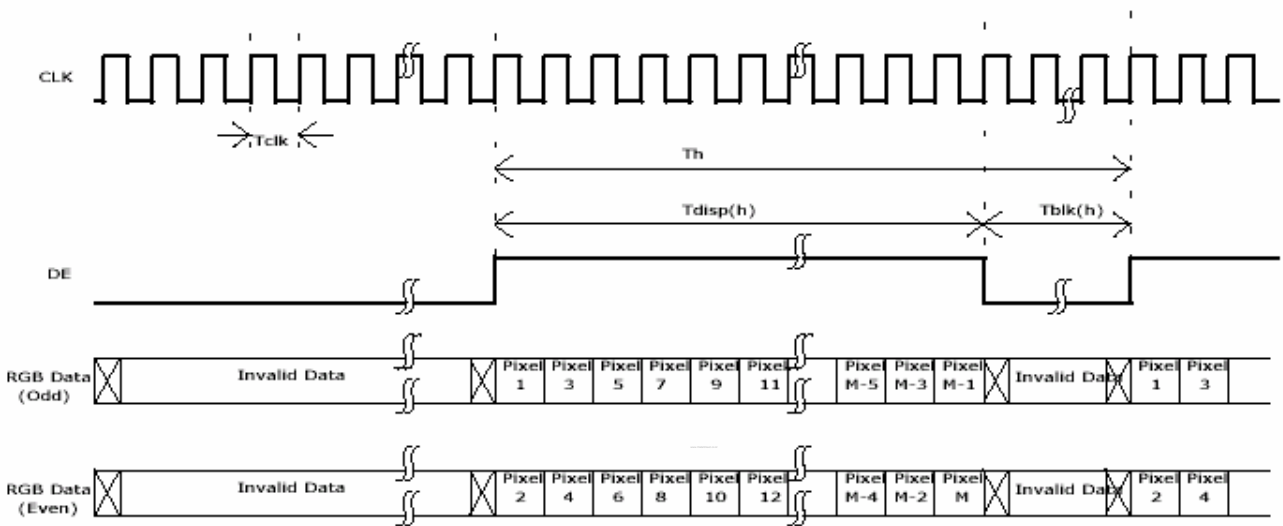 CLK
Tclk
Th
Tdisp(h)
Tblk(h)
DE
RGB Data
(Odd)
Invalid Data
Pixel
1
Pixel
3
Pixel
5
Pixel
7
Pixel
9
Pixel
11
Pixel
M-5
Pixel
M-3
Pixel
M-1
Invalid Data
Pixel
1
Pixel
3
RGB Data
(Even)
Invalid Data
Pixel
2
Pixel
4
Pixel
6
Pixel
8
Pixel
10
Pixel
12
Pixel
M-4
Pixel
M-2
Pixel
M
Invalid Data
Pixel
2
Pixel
4